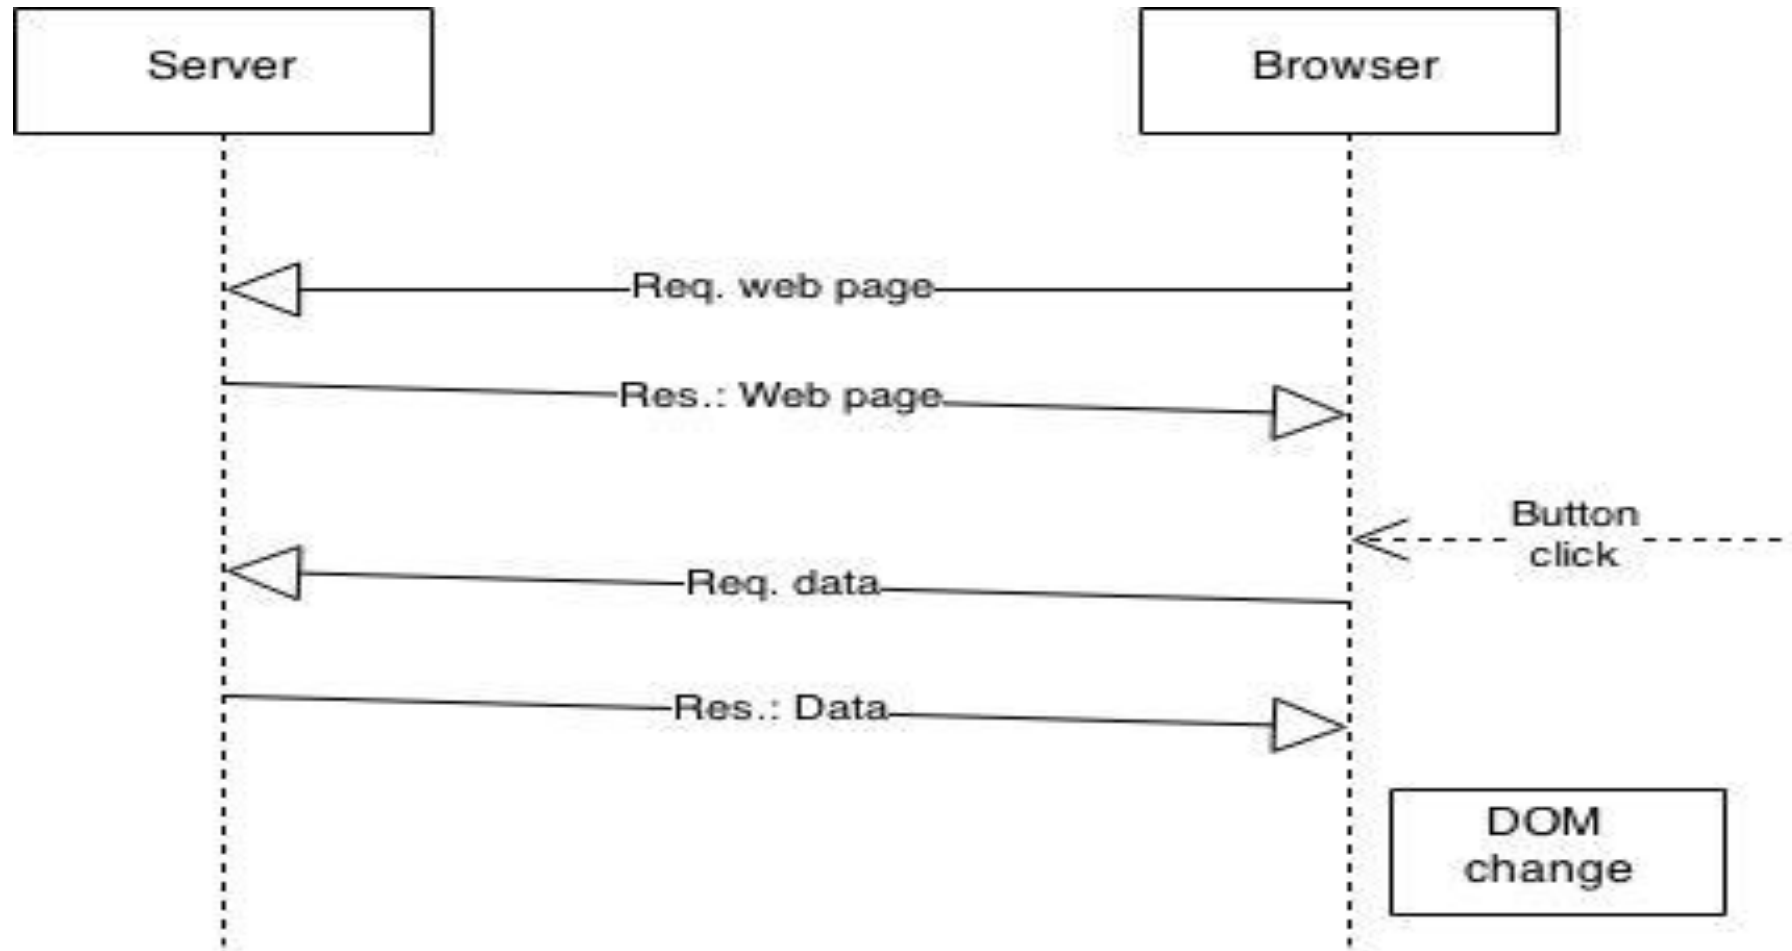 Server
Browser
Req. web page
Res.: Web page
Button
click
Req. data
Res.: Data
DOM
change